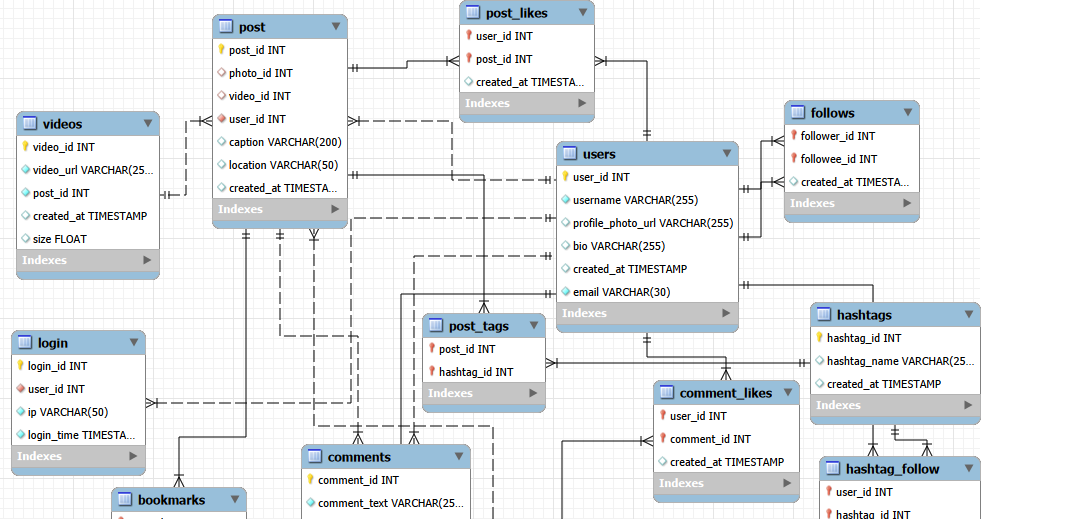 post
post_id INT
photo_id INT
video_id INT
user_id INT
caption VARCHAR(200)
location VARCHAR(50)
created_at TIMESTA...
Indexes
post_likes
user_id INT
post_id INT
created_at TIMESTA...
Indexes
videos
video_id INT
video_url VARCHAR(25...
post_id INT
created_at TIMESTAMP
size FLOAT
Indexes
users
user_id INT
username VARCHAR(255)
profile_photo_url VARCHAR(255)
bio VARCHAR(255)
created_at TIMESTAMP
email VARCHAR(30)
Indexes
follows
follower_id INT
followee_id INT
created_at TIMESTA...
Indexes
login
login_id INT
user_id INT
ip VARCHAR(50)
login_time TIMESTA...
Indexes
post_tags
post_id INT
hashtag_id INT
Indexes
hashtags
hashtag_id INT
hashtag_name VARCHAR(25...
created_at TIMESTAMP
Indexes
comment_likes
user_id INT
comment_id INT
created_at TIMESTAMP
Indexes
bookmarks
comments
comment_id INT
comment_text VARCHAR(25...
hashtag_follow
user_id INT
hashtag_id INT